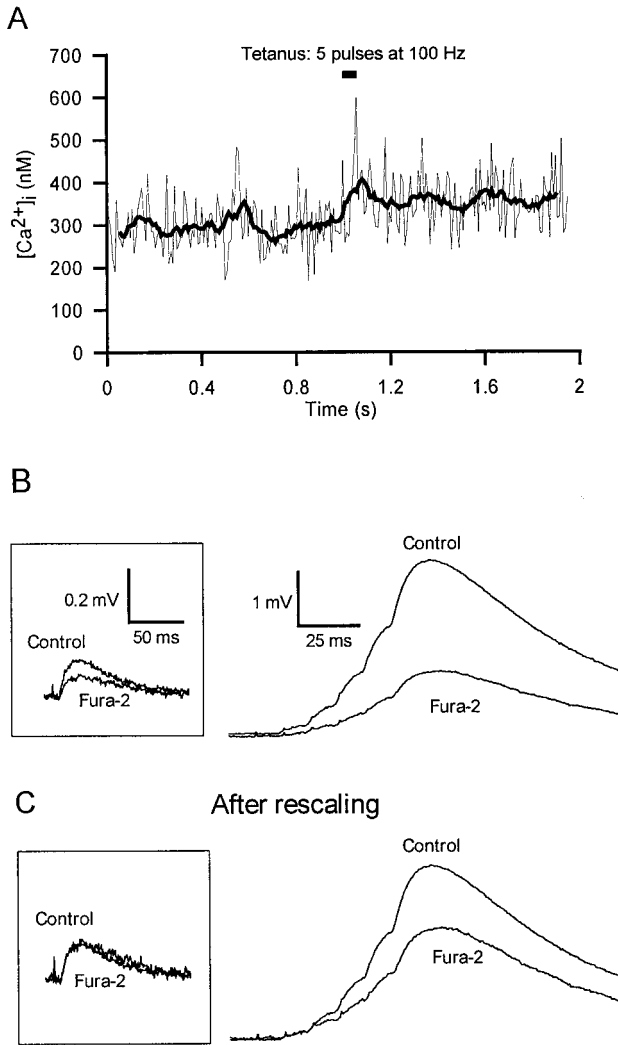 A
Tetanus: 5 pulses at 100 Hz
[Ca2+]i (nM)
700
600
500
400
300
200
100
0
0 0.4 0.8 1.2 1.6 2
Time (s)
B
0.2 mV
50 ms
Control
Fura-2
1 mV
25 ms
Control
Fura-2
C
After rescaling
Control
Fura-2
Control
Fura-2